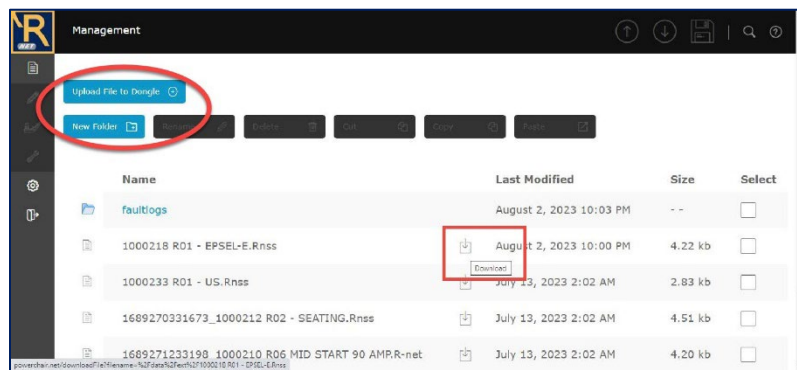 R
NET
Management
Upload File to Dongle
New Folder Rename Delete Cut Copy Paste
Name Last Modified Size Select
faultlogs August 2, 2023 10:03 PM --
1000218 R01 - EPSEL-E.Rnss August 2, 2023 10:00 PM 4.22 kb
Download
1000233 R01 - US.Rnss July 13, 2023 2:02 AM 2.83 kb
1689270331673_1000212 R02 - SEATING.Rnss July 13, 2023 2:02 AM 4.51 kb
1689271233198_1000210 R06 MID START 90 AMP.R-net July 13, 2023 2:02 AM 4.20 kb
powerchair.net/downloadFile?filename=%2Fdata%2Fext%2F1000218 R01 - EPSEL-E.Rnss